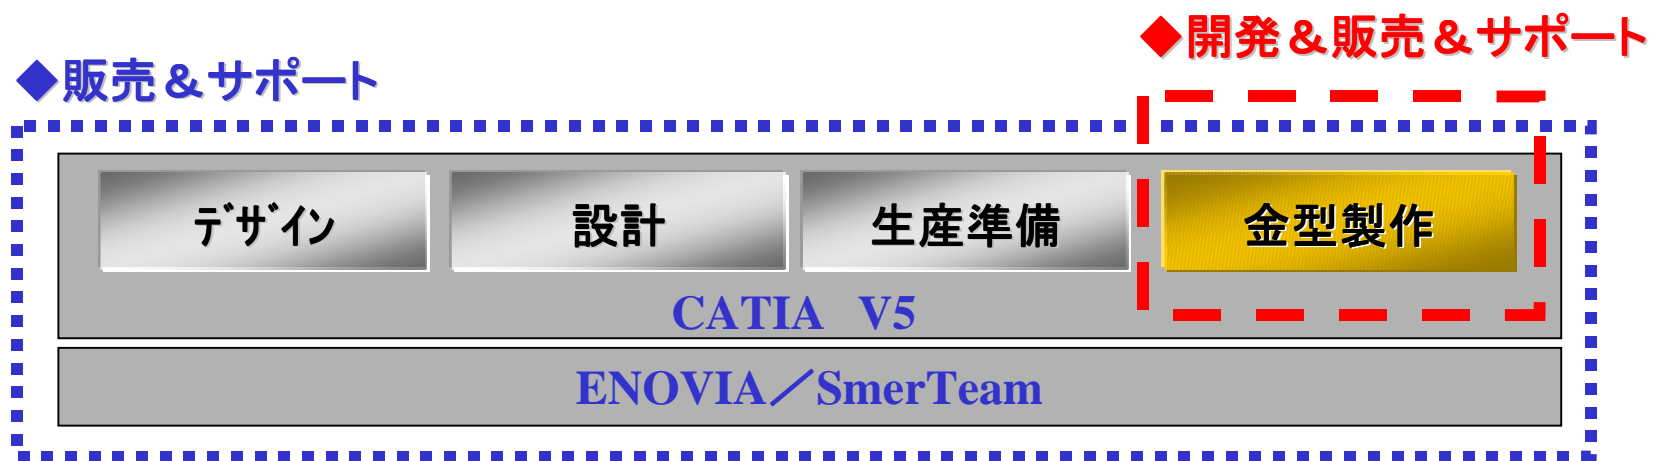 ◆開発＆販売＆サポート
◆販売＆サポート
ﾃﾞｻﾞｲﾝ 設計 生産準備 金型製作
CATIA V5
ENOVIA／SmerTeam